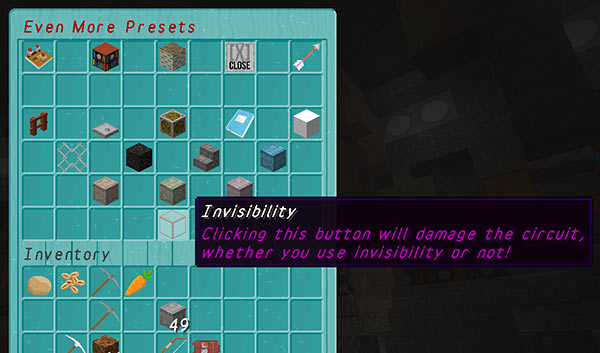 Even More Presets
[X]
CLOSE
Invisibility
Clicking this button will damage the circuit,
whether you use invisibility or not!
Inventory
49